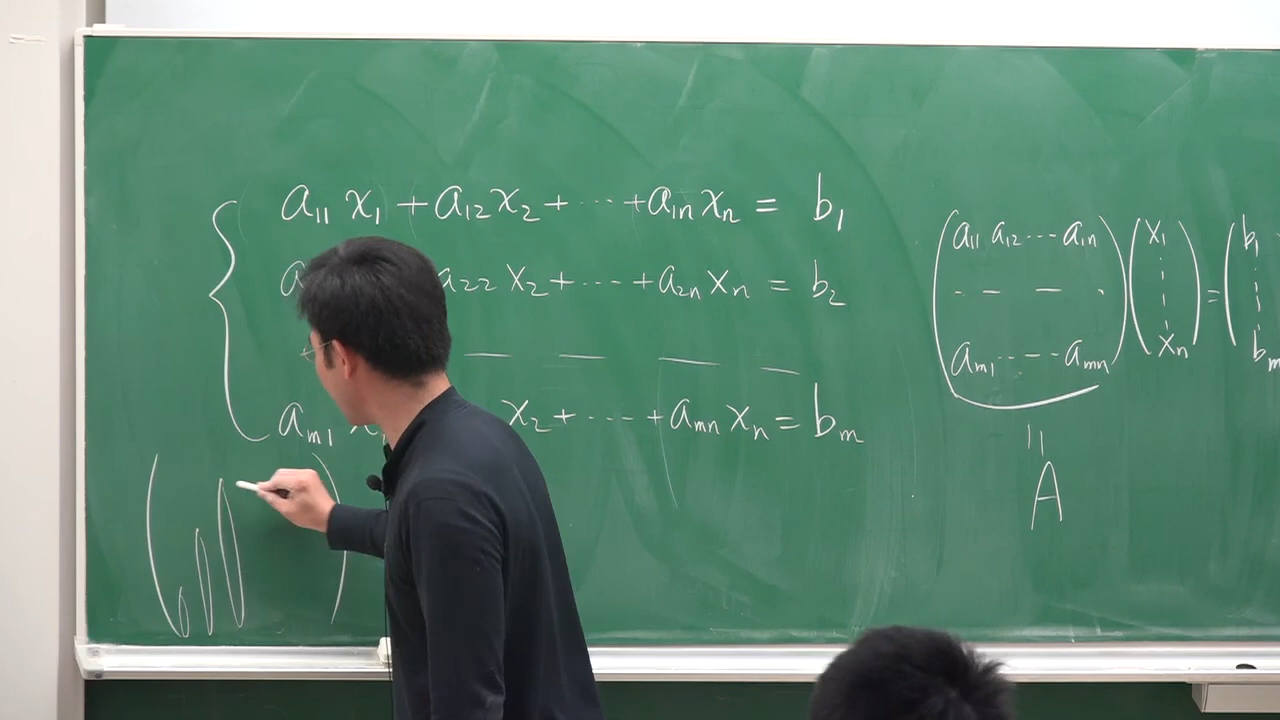 a11 x1 + a12 x2 + ··· + a1n xn = b1
a22 x2 + ··· + a2n xn = b2
— — — —
am1 x2 + ··· + amn xn = bm
( a11 a12 ··· a1n ) ( x1 ) = ( b1
·· — — ·
( am1 ··· amn ) ( xn ) bm
||
A